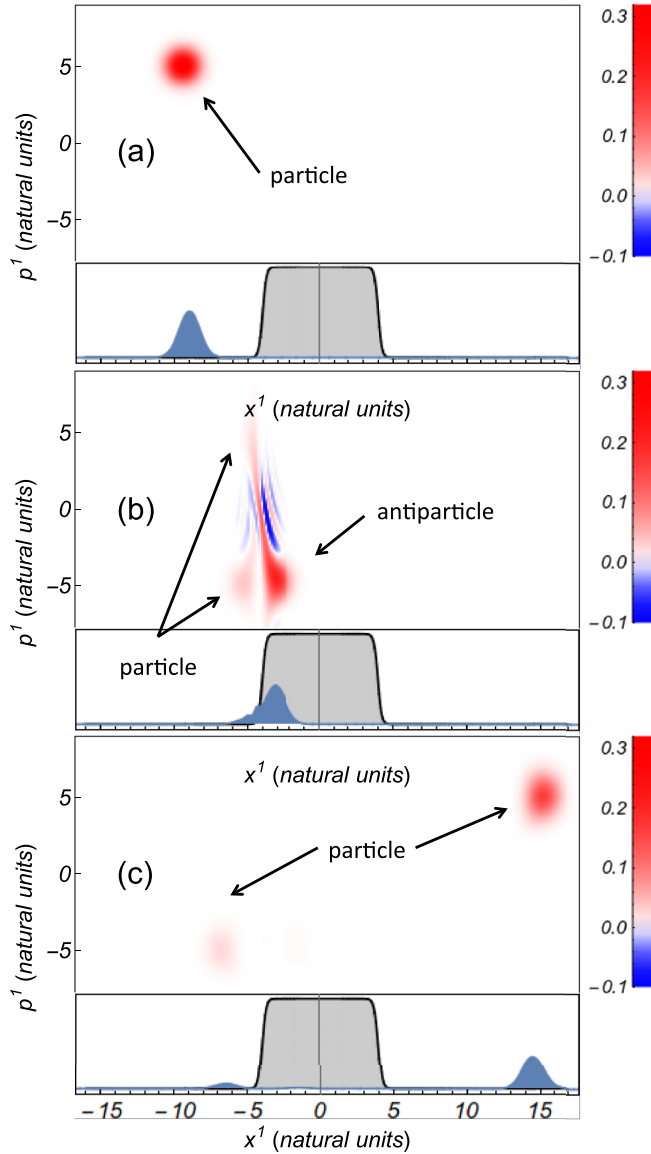 5
0
−5
p¹ (natural units)
(a)
particle
0.3
0.2
0.1
0.0
−0.1
x¹ (natural units)
5
0
−5
p¹ (natural units)
(b)
antiparticle
particle
0.3
0.2
0.1
0.0
−0.1
x¹ (natural units)
5
0
−5
p¹ (natural units)
(c)
particle
0.3
0.2
0.1
0.0
−0.1
−15 −10 −5 0 5 10 15
x¹ (natural units)